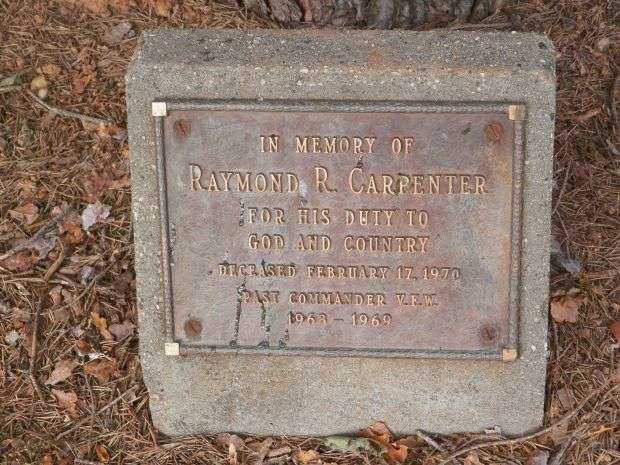 IN MEMORY OF
RAYMOND R. CARPENTER
FOR HIS DUTY TO
GOD AND COUNTRY
DECEASED FEBRUARY 17, 1970
PAST COMMANDER V.F.W.
1968 - 1969